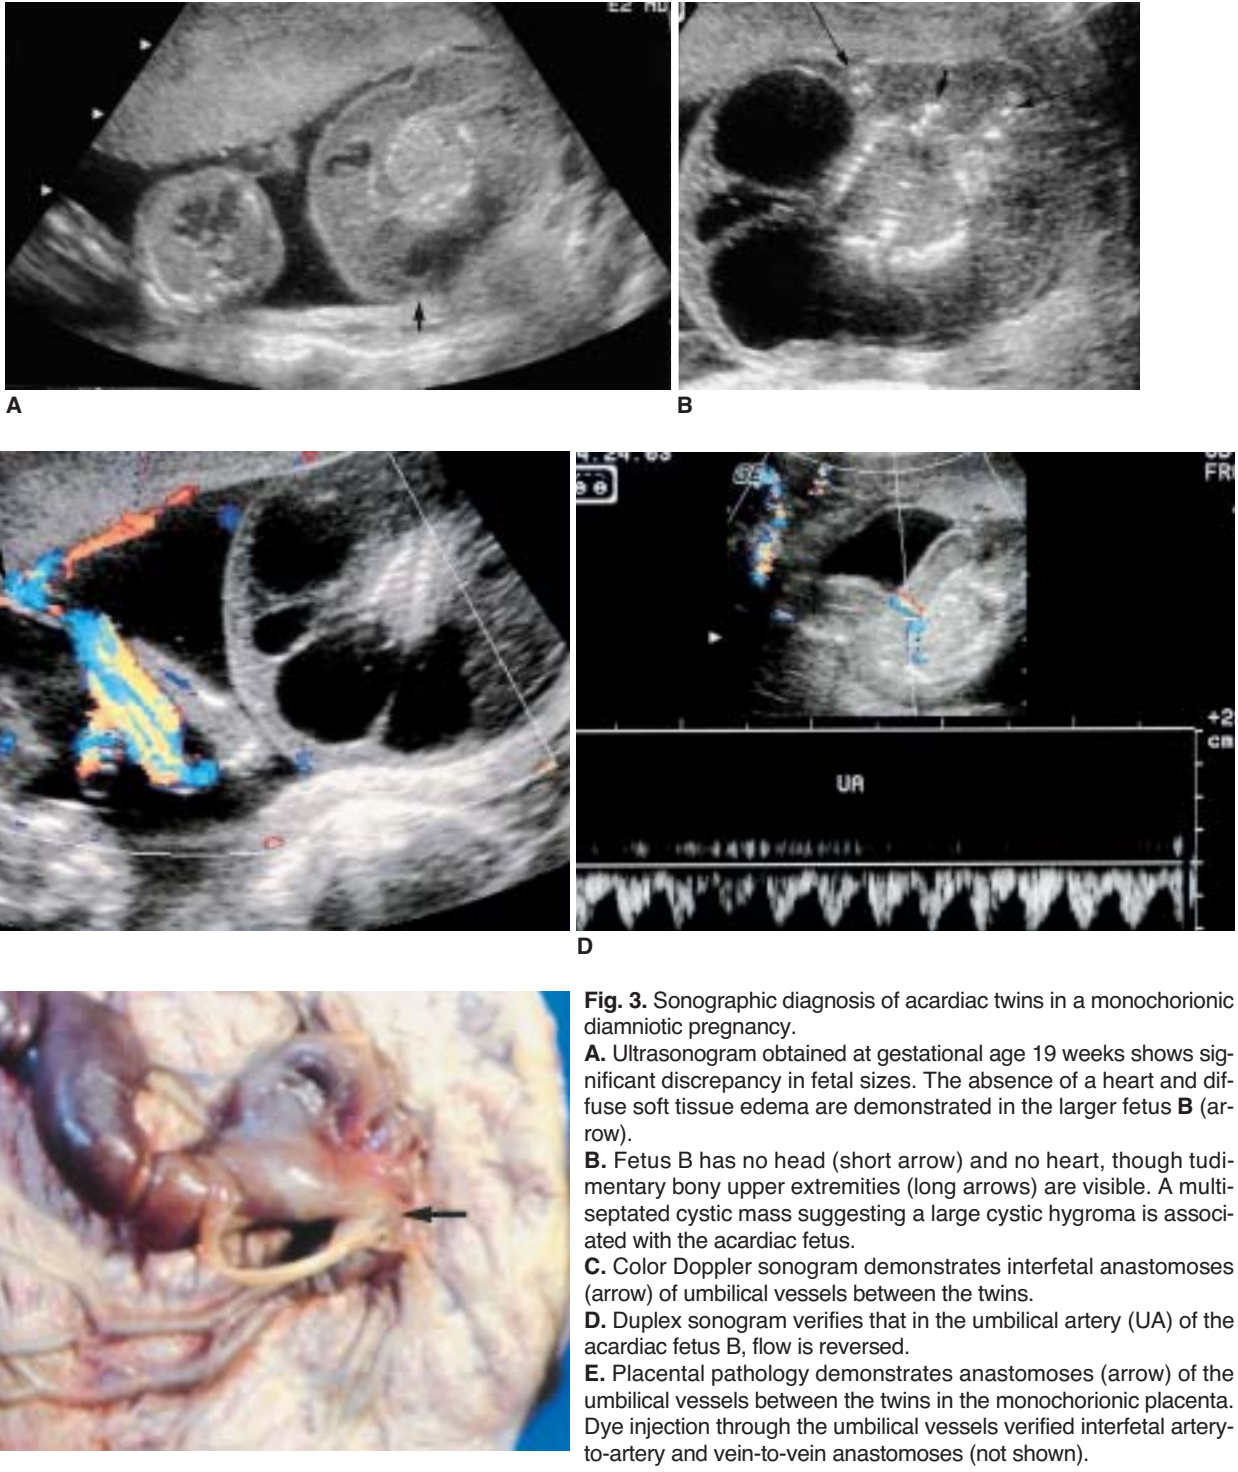 A
B
GE
UA
cm
D
Fig. 3. Sonographic diagnosis of acardiac twins in a monochorionic
diamniotic pregnancy.
A. Ultrasonogram obtained at gestational age 19 weeks shows sig-
nificant discrepancy in fetal sizes. The absence of a heart and dif-
fuse soft tissue edema are demonstrated in the larger fetus B (ar-
row).
B. Fetus B has no head (short arrow) and no heart, though tudi-
mentary bony upper extremities (long arrows) are visible. A multi-
septated cystic mass suggesting a large cystic hygroma is associ-
ated with the acardiac fetus.
C. Color Doppler sonogram demonstrates interfetal anastomoses
(arrow) of umbilical vessels between the twins.
D. Duplex sonogram verifies that in the umbilical artery (UA) of the
acardiac fetus B, flow is reversed.
E. Placental pathology demonstrates anastomoses (arrow) of the
umbilical vessels between the twins in the monochorionic placenta.
Dye injection through the umbilical vessels verified interfetal artery-
to-artery and vein-to-vein anastomoses (not shown).